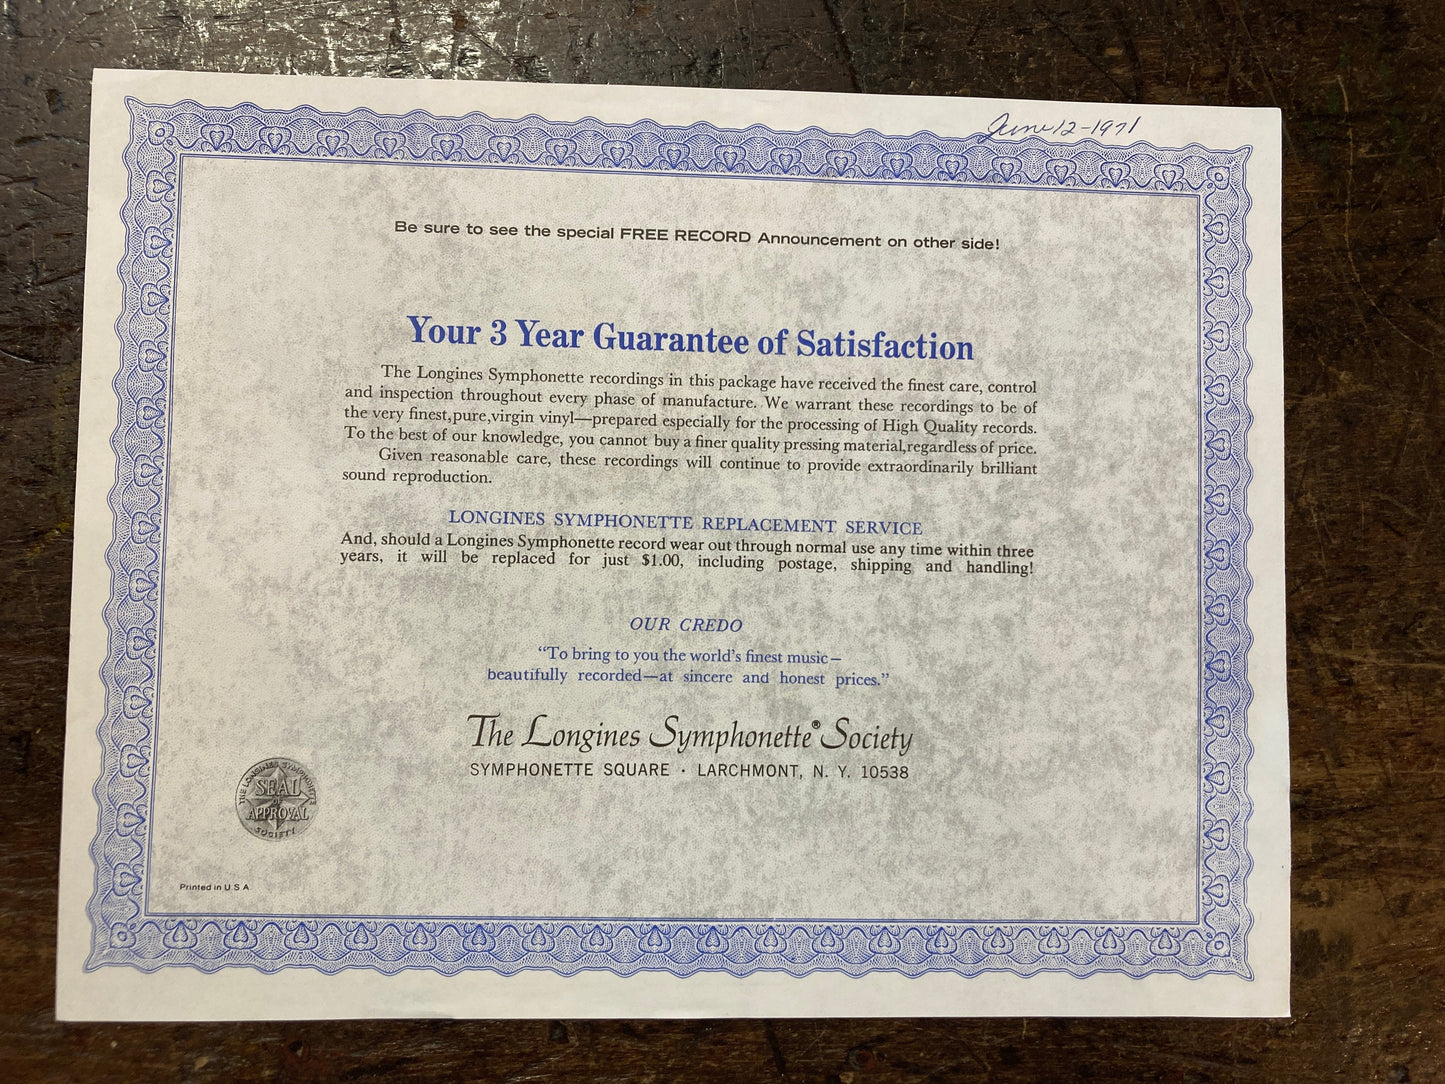 June 12-1971
Be sure to see the special FREE RECORD Announcement on other side!
Your 3 Year Guarantee of Satisfaction
The Longines Symphonette recordings in this package have received the finest care, control
and inspection throughout every phase of manufacture. We warrant these recordings to be of
the very finest,pure,virgin vinyl—prepared especially for the processing of High Quality records.
To the best of our knowledge, you cannot buy a finer quality pressing material,regardless of price.
Given reasonable care, these recordings will continue to provide extraordinarily brilliant
sound reproduction.
LONGINES SYMPHONETTE REPLACEMENT SERVICE
And, should a Longines Symphonette record wear out through normal use any time within three
years, it will be replaced for just $1.00, including postage, shipping and handling!
OUR CREDO
“To bring to you the world’s finest music—
beautifully recorded—at sincere and honest prices.”
The Longines Symphonette® Society
SYMPHONETTE SQUARE · LARCHMONT, N. Y. 10538
THE LONGINES SYMPHONETTE
SEAL
OF
APPROVAL
SOCIETY
Printed in U.S.A.